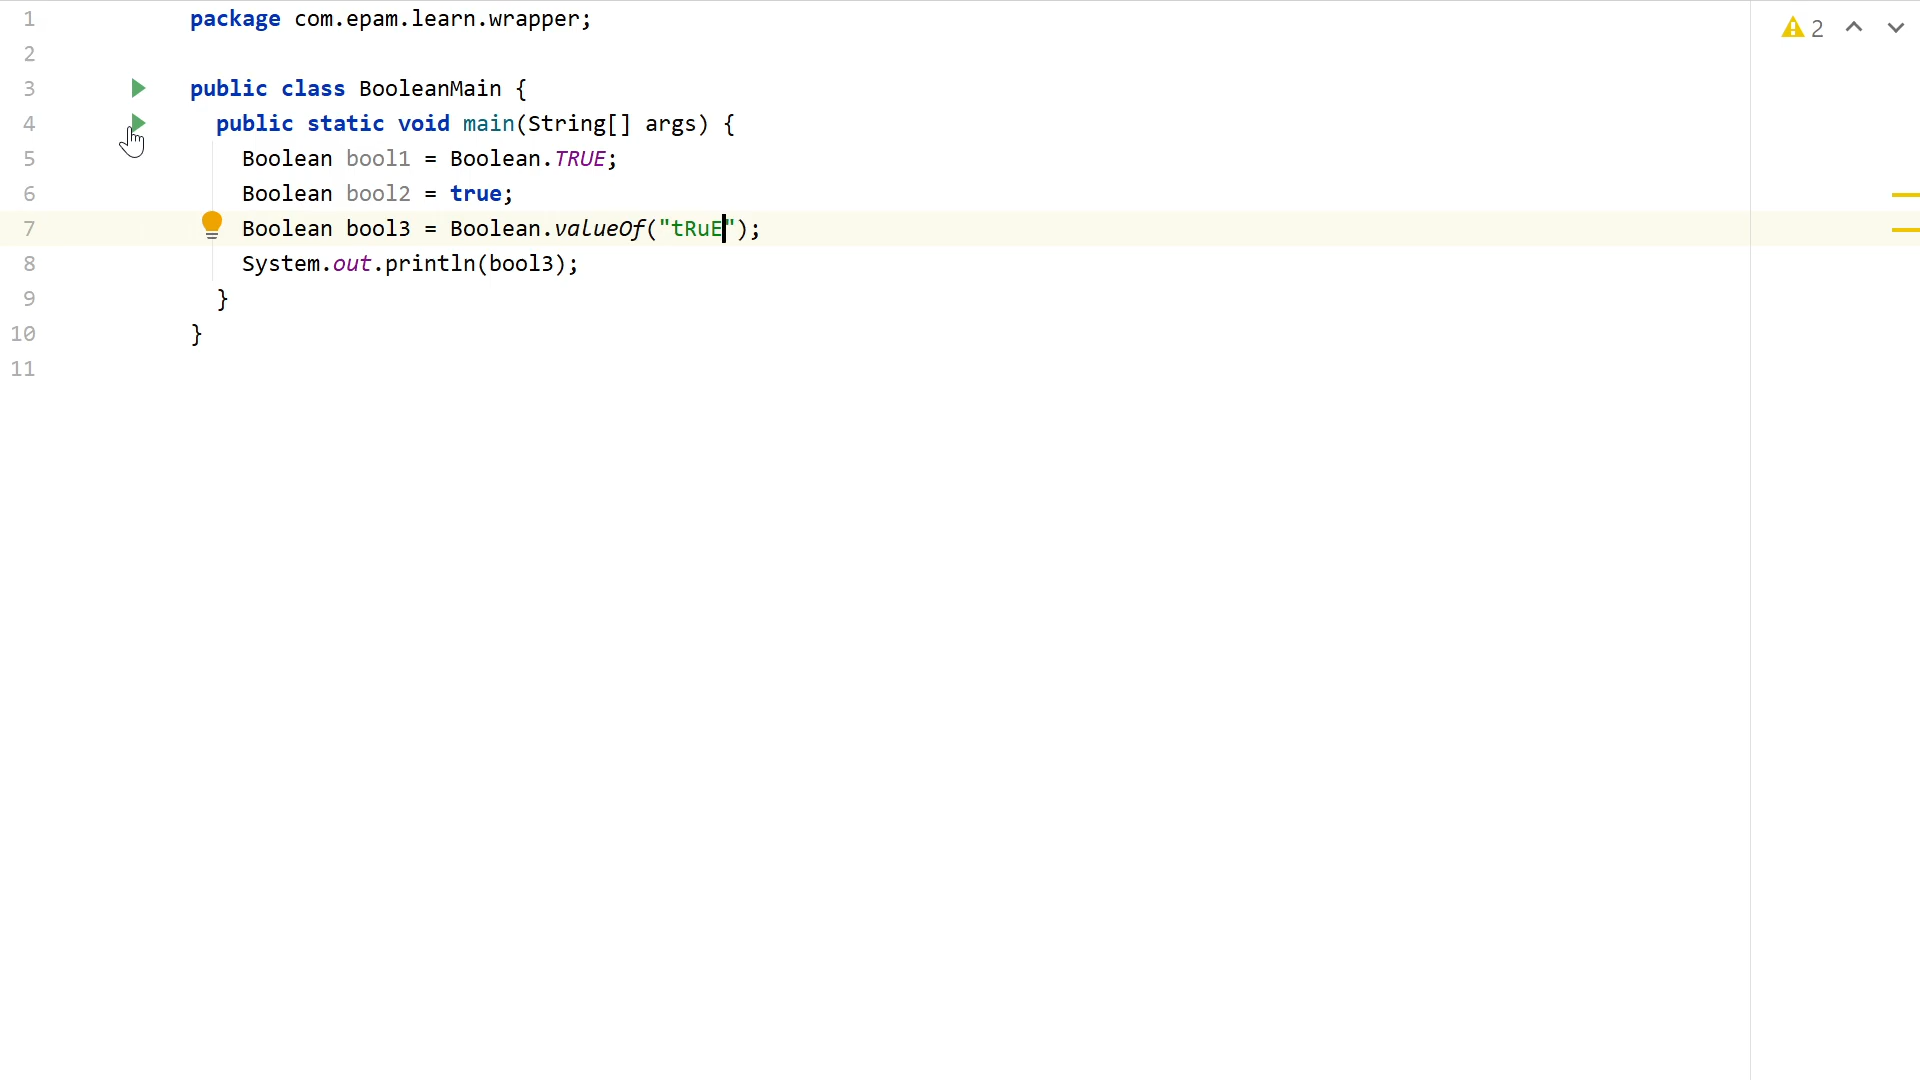 1 package com.epam.learn.wrapper;
2
3 public class BooleanMain {
4 public static void main(String[] args) {
5 Boolean bool1 = Boolean.TRUE;
6 Boolean bool2 = true;
7 Boolean bool3 = Boolean.valueOf("tRuE");
8 System.out.println(bool3);
9 }
10 }
11
2